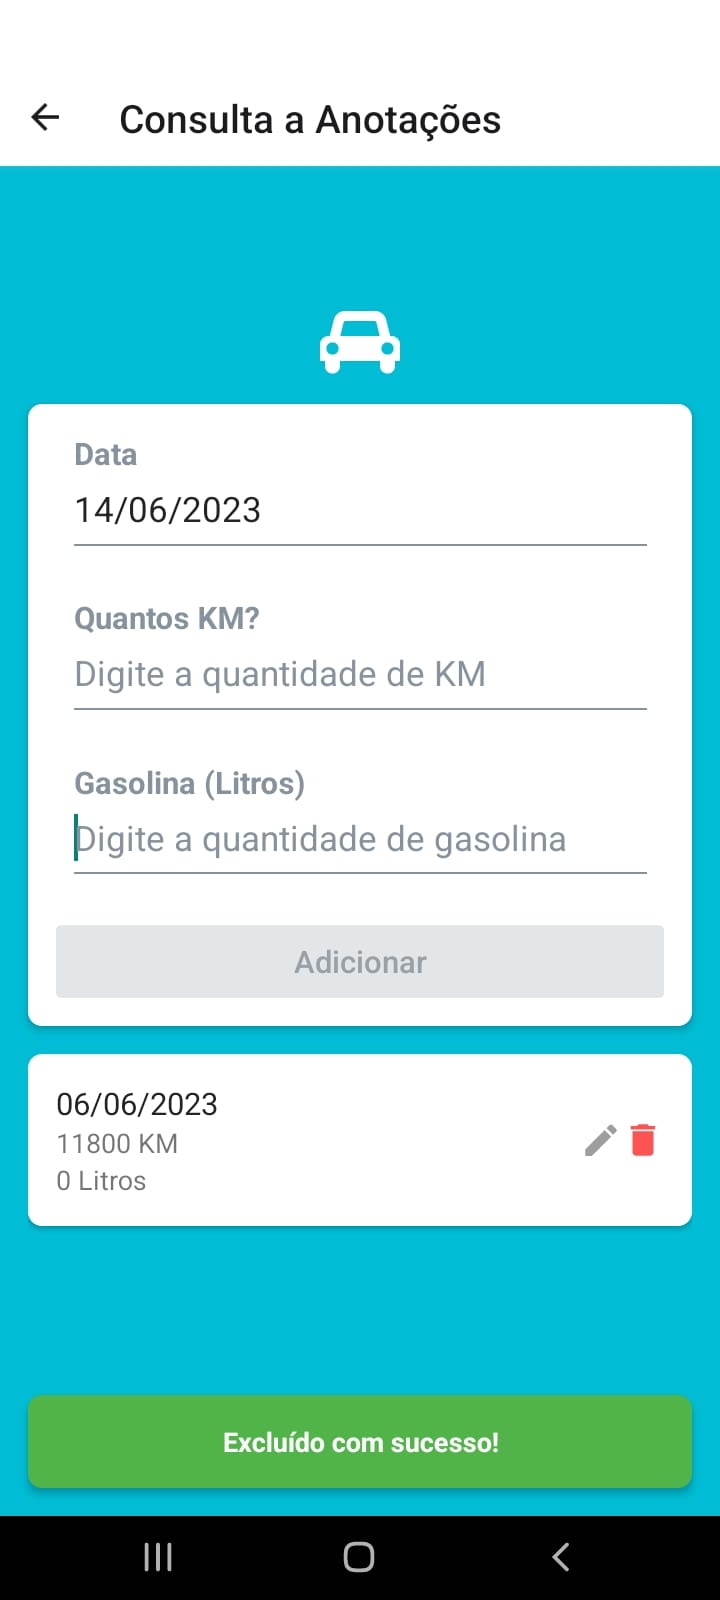 Consulta a Anotações
Data
14/06/2023
Quantos KM?
Digite a quantidade de KM
Gasolina (Litros)
Digite a quantidade de gasolina
Adicionar
06/06/2023
11800 KM
0 Litros
Excluído com sucesso!